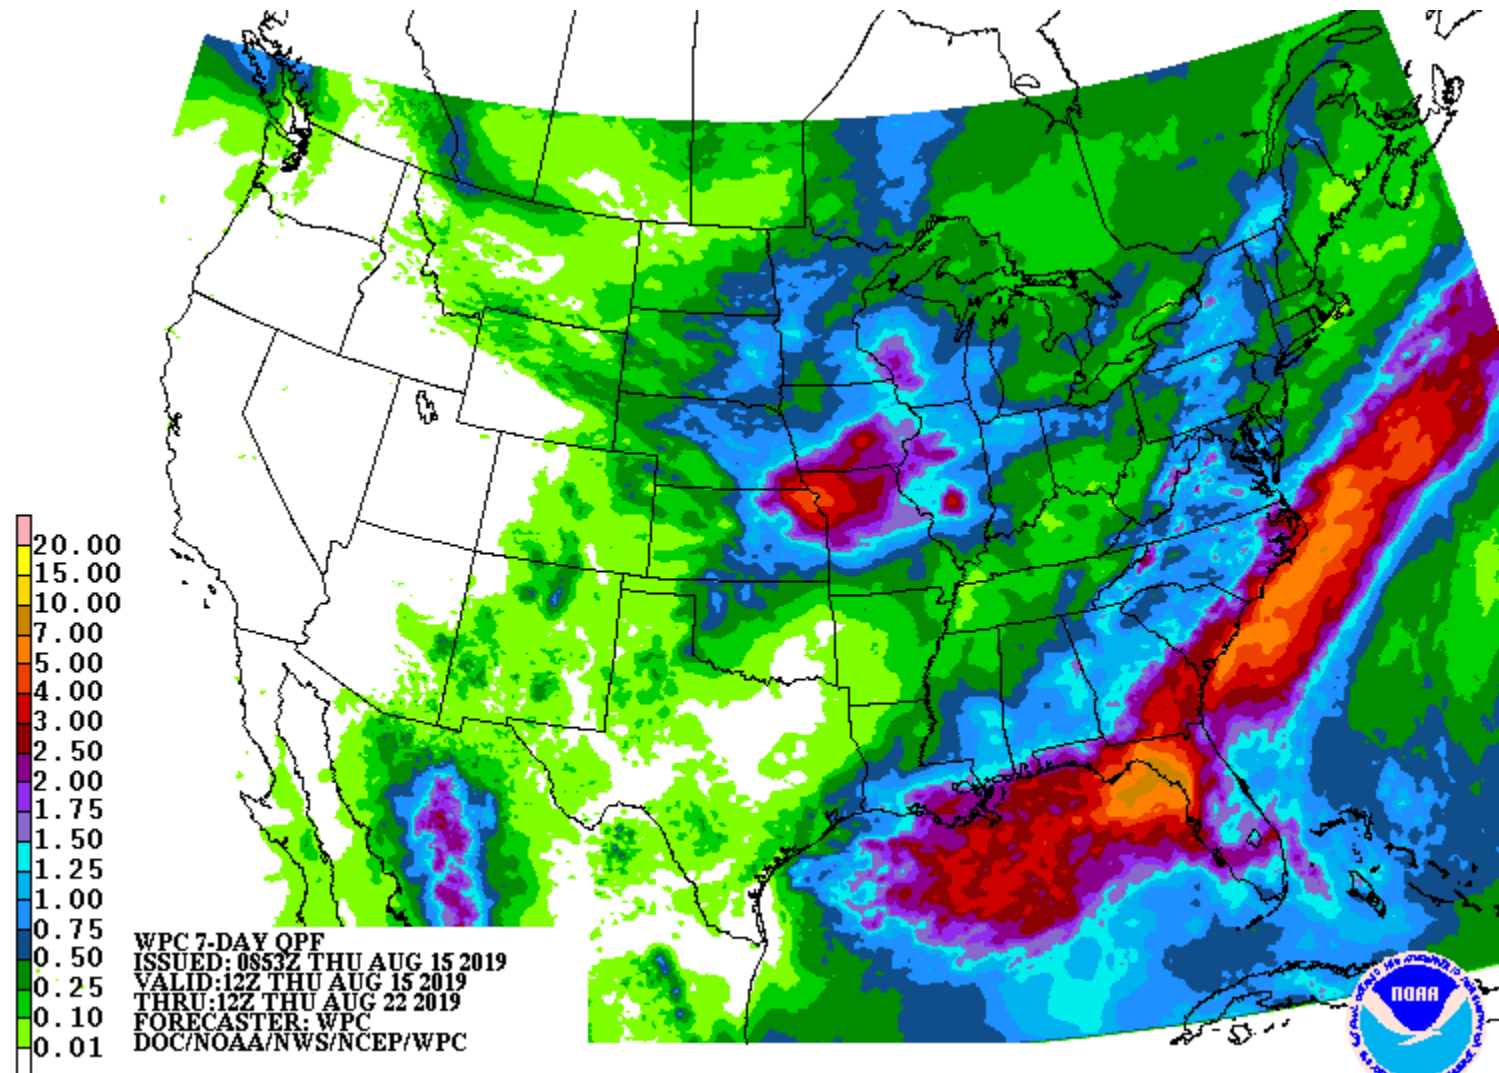 20.00
15.00
10.00
7.00
5.00
4.00
3.00
2.50
2.00
1.75
1.50
1.25
1.00
0.75
0.50
0.25
0.10
0.01
WPC 7-DAY QPF
ISSUED: 0853Z THU AUG 15 2019
VALID:12Z THU AUG 15 2019
THRU:12Z THU AUG 22 2019
FORECASTER: WPC
DOC/NOAA/NWS/NCEP/WPC
NOAA